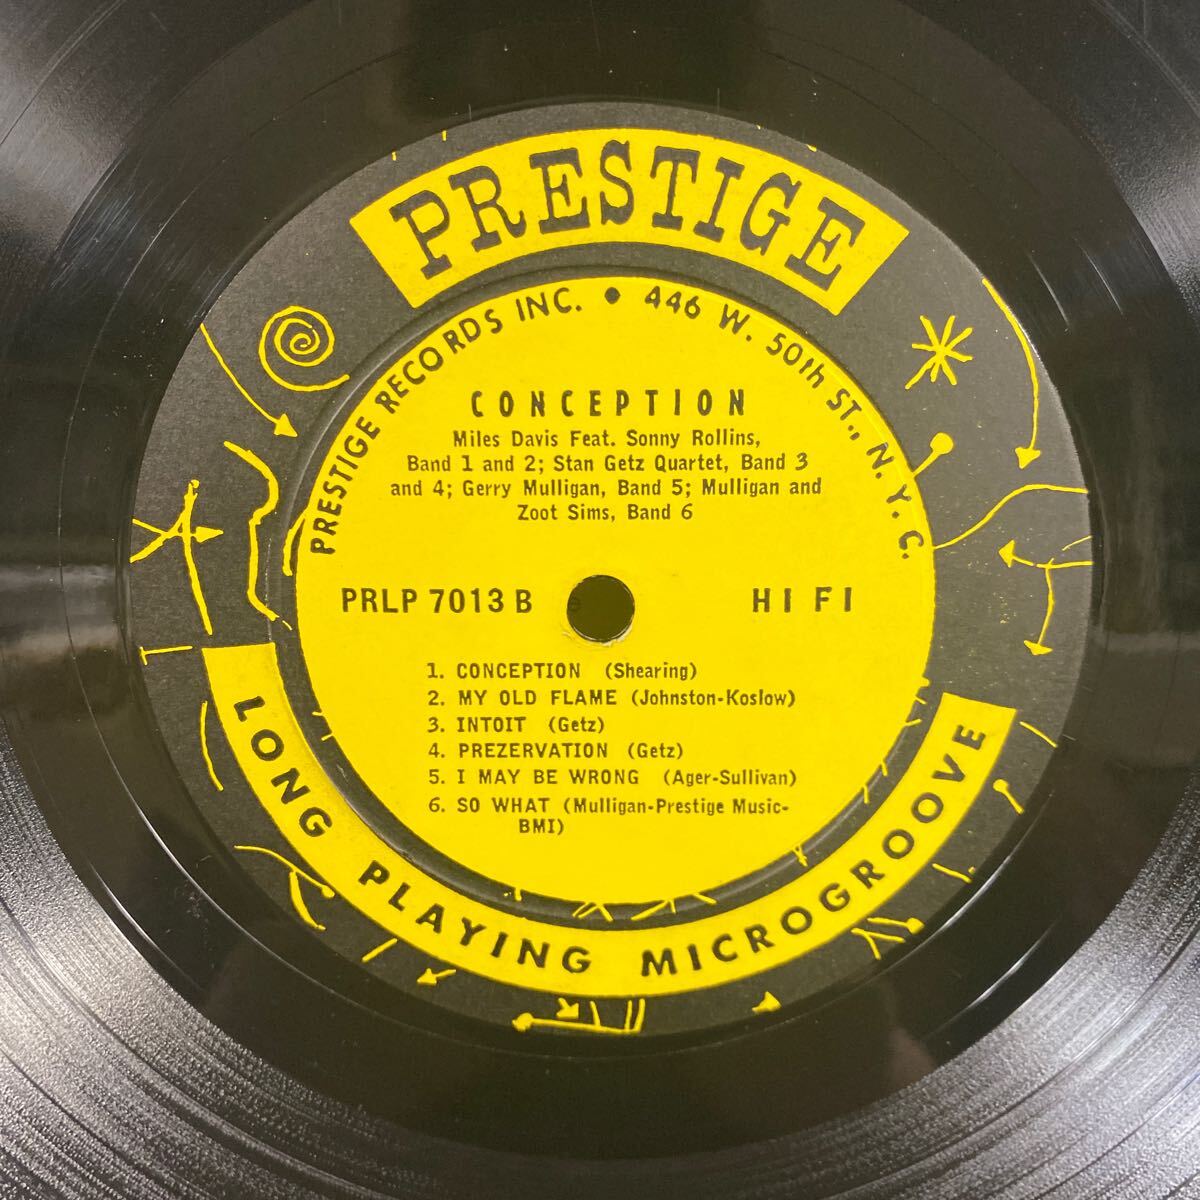 PRESTIGE
PRESTIGE RECORDS INC. • 446 W. 50th ST., N.Y.C.
CONCEPTION
Miles Davis Feat. Sonny Rollins,
Band 1 and 2; Stan Getz Quartet, Band 3
and 4; Gerry Mulligan, Band 5; Mulligan and
Zoot Sims, Band 6
PRLP 7013 B
HI FI
1. CONCEPTION (Shearing)
2. MY OLD FLAME (Johnston-Koslow)
3. INTOIT (Getz)
4. PREZERVATION (Getz)
5. I MAY BE WRONG (Ager-Sullivan)
6. SO WHAT (Mulligan-Prestige Music-
BMI)
LONG PLAYING MICROGROOVE